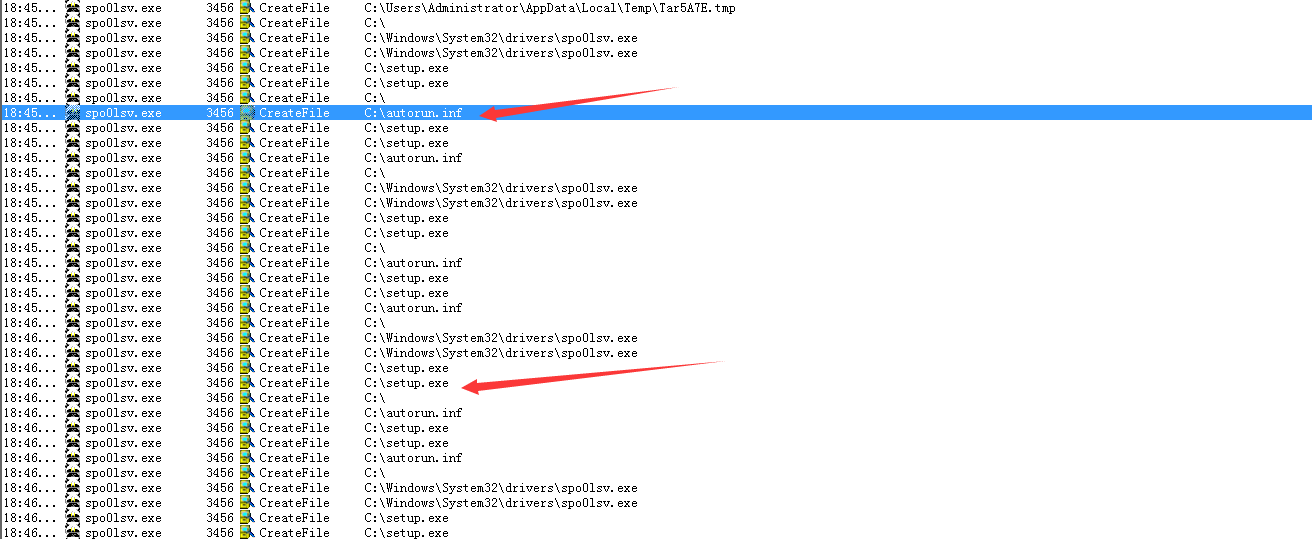 18:45... spo0lsv.exe 3456 CreateFile C:\Users\Administrator\AppData\Local\Temp\Tar5A7E.tmp
18:45... spo0lsv.exe 3456 CreateFile C:\
18:45... spo0lsv.exe 3456 CreateFile C:\Windows\System32\drivers\spo0lsv.exe
18:45... spo0lsv.exe 3456 CreateFile C:\Windows\System32\drivers\spo0lsv.exe
18:45... spo0lsv.exe 3456 CreateFile C:\setup.exe
18:45... spo0lsv.exe 3456 CreateFile C:\setup.exe
18:45... spo0lsv.exe 3456 CreateFile C:\
18:45... spo0lsv.exe 3456 CreateFile C:\autorun.inf
18:45... spo0lsv.exe 3456 CreateFile C:\setup.exe
18:45... spo0lsv.exe 3456 CreateFile C:\setup.exe
18:45... spo0lsv.exe 3456 CreateFile C:\autorun.inf
18:45... spo0lsv.exe 3456 CreateFile C:\
18:45... spo0lsv.exe 3456 CreateFile C:\Windows\System32\drivers\spo0lsv.exe
18:45... spo0lsv.exe 3456 CreateFile C:\Windows\System32\drivers\spo0lsv.exe
18:45... spo0lsv.exe 3456 CreateFile C:\setup.exe
18:45... spo0lsv.exe 3456 CreateFile C:\setup.exe
18:45... spo0lsv.exe 3456 CreateFile C:\
18:45... spo0lsv.exe 3456 CreateFile C:\autorun.inf
18:45... spo0lsv.exe 3456 CreateFile C:\setup.exe
18:45... spo0lsv.exe 3456 CreateFile C:\setup.exe
18:45... spo0lsv.exe 3456 CreateFile C:\autorun.inf
18:46... spo0lsv.exe 3456 CreateFile C:\
18:46... spo0lsv.exe 3456 CreateFile C:\Windows\System32\drivers\spo0lsv.exe
18:46... spo0lsv.exe 3456 CreateFile C:\Windows\System32\drivers\spo0lsv.exe
18:46... spo0lsv.exe 3456 CreateFile C:\setup.exe
18:46... spo0lsv.exe 3456 CreateFile C:\setup.exe
18:46... spo0lsv.exe 3456 CreateFile C:\
18:46... spo0lsv.exe 3456 CreateFile C:\autorun.inf
18:46... spo0lsv.exe 3456 CreateFile C:\setup.exe
18:46... spo0lsv.exe 3456 CreateFile C:\setup.exe
18:46... spo0lsv.exe 3456 CreateFile C:\autorun.inf
18:46... spo0lsv.exe 3456 CreateFile C:\
18:46... spo0lsv.exe 3456 CreateFile C:\Windows\System32\drivers\spo0lsv.exe
18:46... spo0lsv.exe 3456 CreateFile C:\Windows\System32\drivers\spo0lsv.exe
18:46... spo0lsv.exe 3456 CreateFile C:\setup.exe
18:46... spo0lsv.exe 3456 CreateFile C:\setup.exe